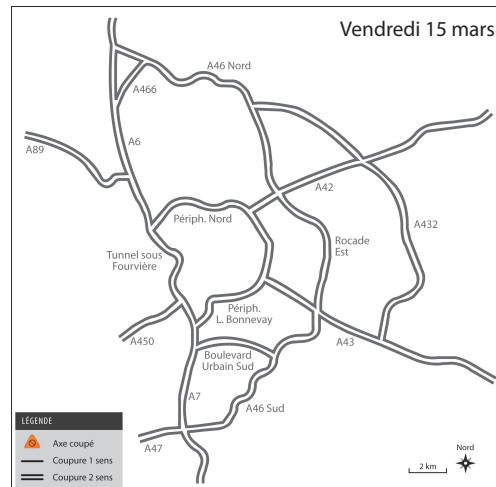 Vendredi 15 mars
A46 Nord
A466
A6
A89
A42
Périph. Nord
A432
Rocade
Est
Tunnel sous
Fourvière
Périph.
L. Bonnevay
A450
A43
Boulevard
Urbain Sud
A7
A46 Sud
A47
LÉGENDE
Axe coupé
Coupure 1 sens
Coupure 2 sens
2 km
Nord